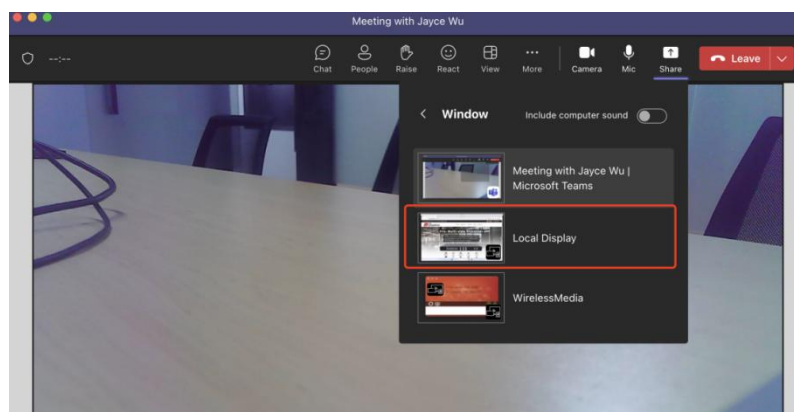 Meeting with Jayce Wu
--:--
Chat People Raise React View More Camera Mic Share Leave
Window Include computer sound
Meeting with Jayce Wu |
Microsoft Teams
Local Display
WirelessMedia